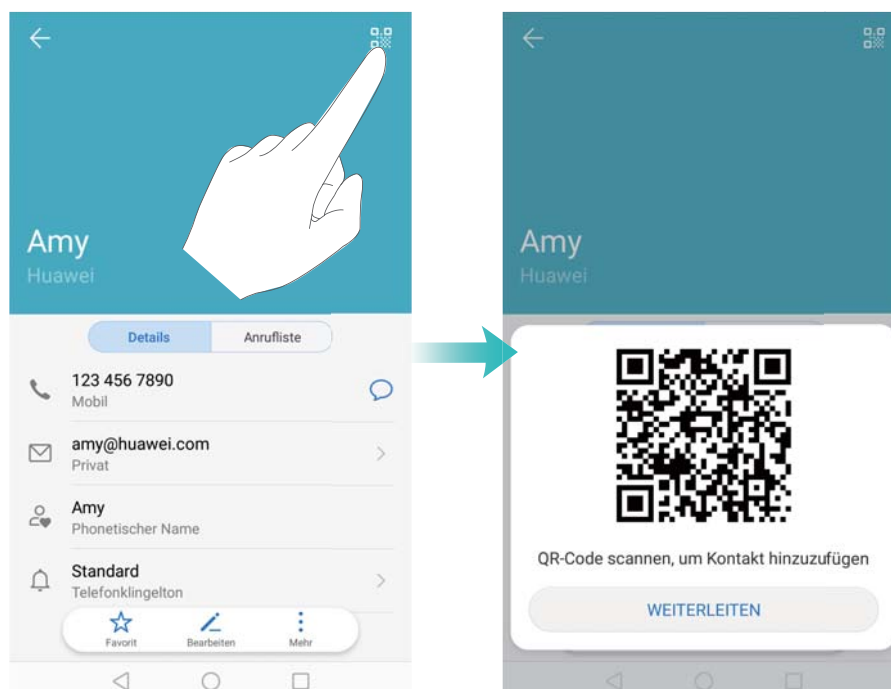 Amy
Huawei
Details
Anrufliste
123 456 7890
Mobil
amy@huawei.com
Privat
Amy
Phonetischer Name
Standard
Telefonklingelton
Favorit
Bearbeiten
Mehr
Amy
Huawei
QR-Code scannen, um Kontakt hinzuzufügen
WEITERLEITEN